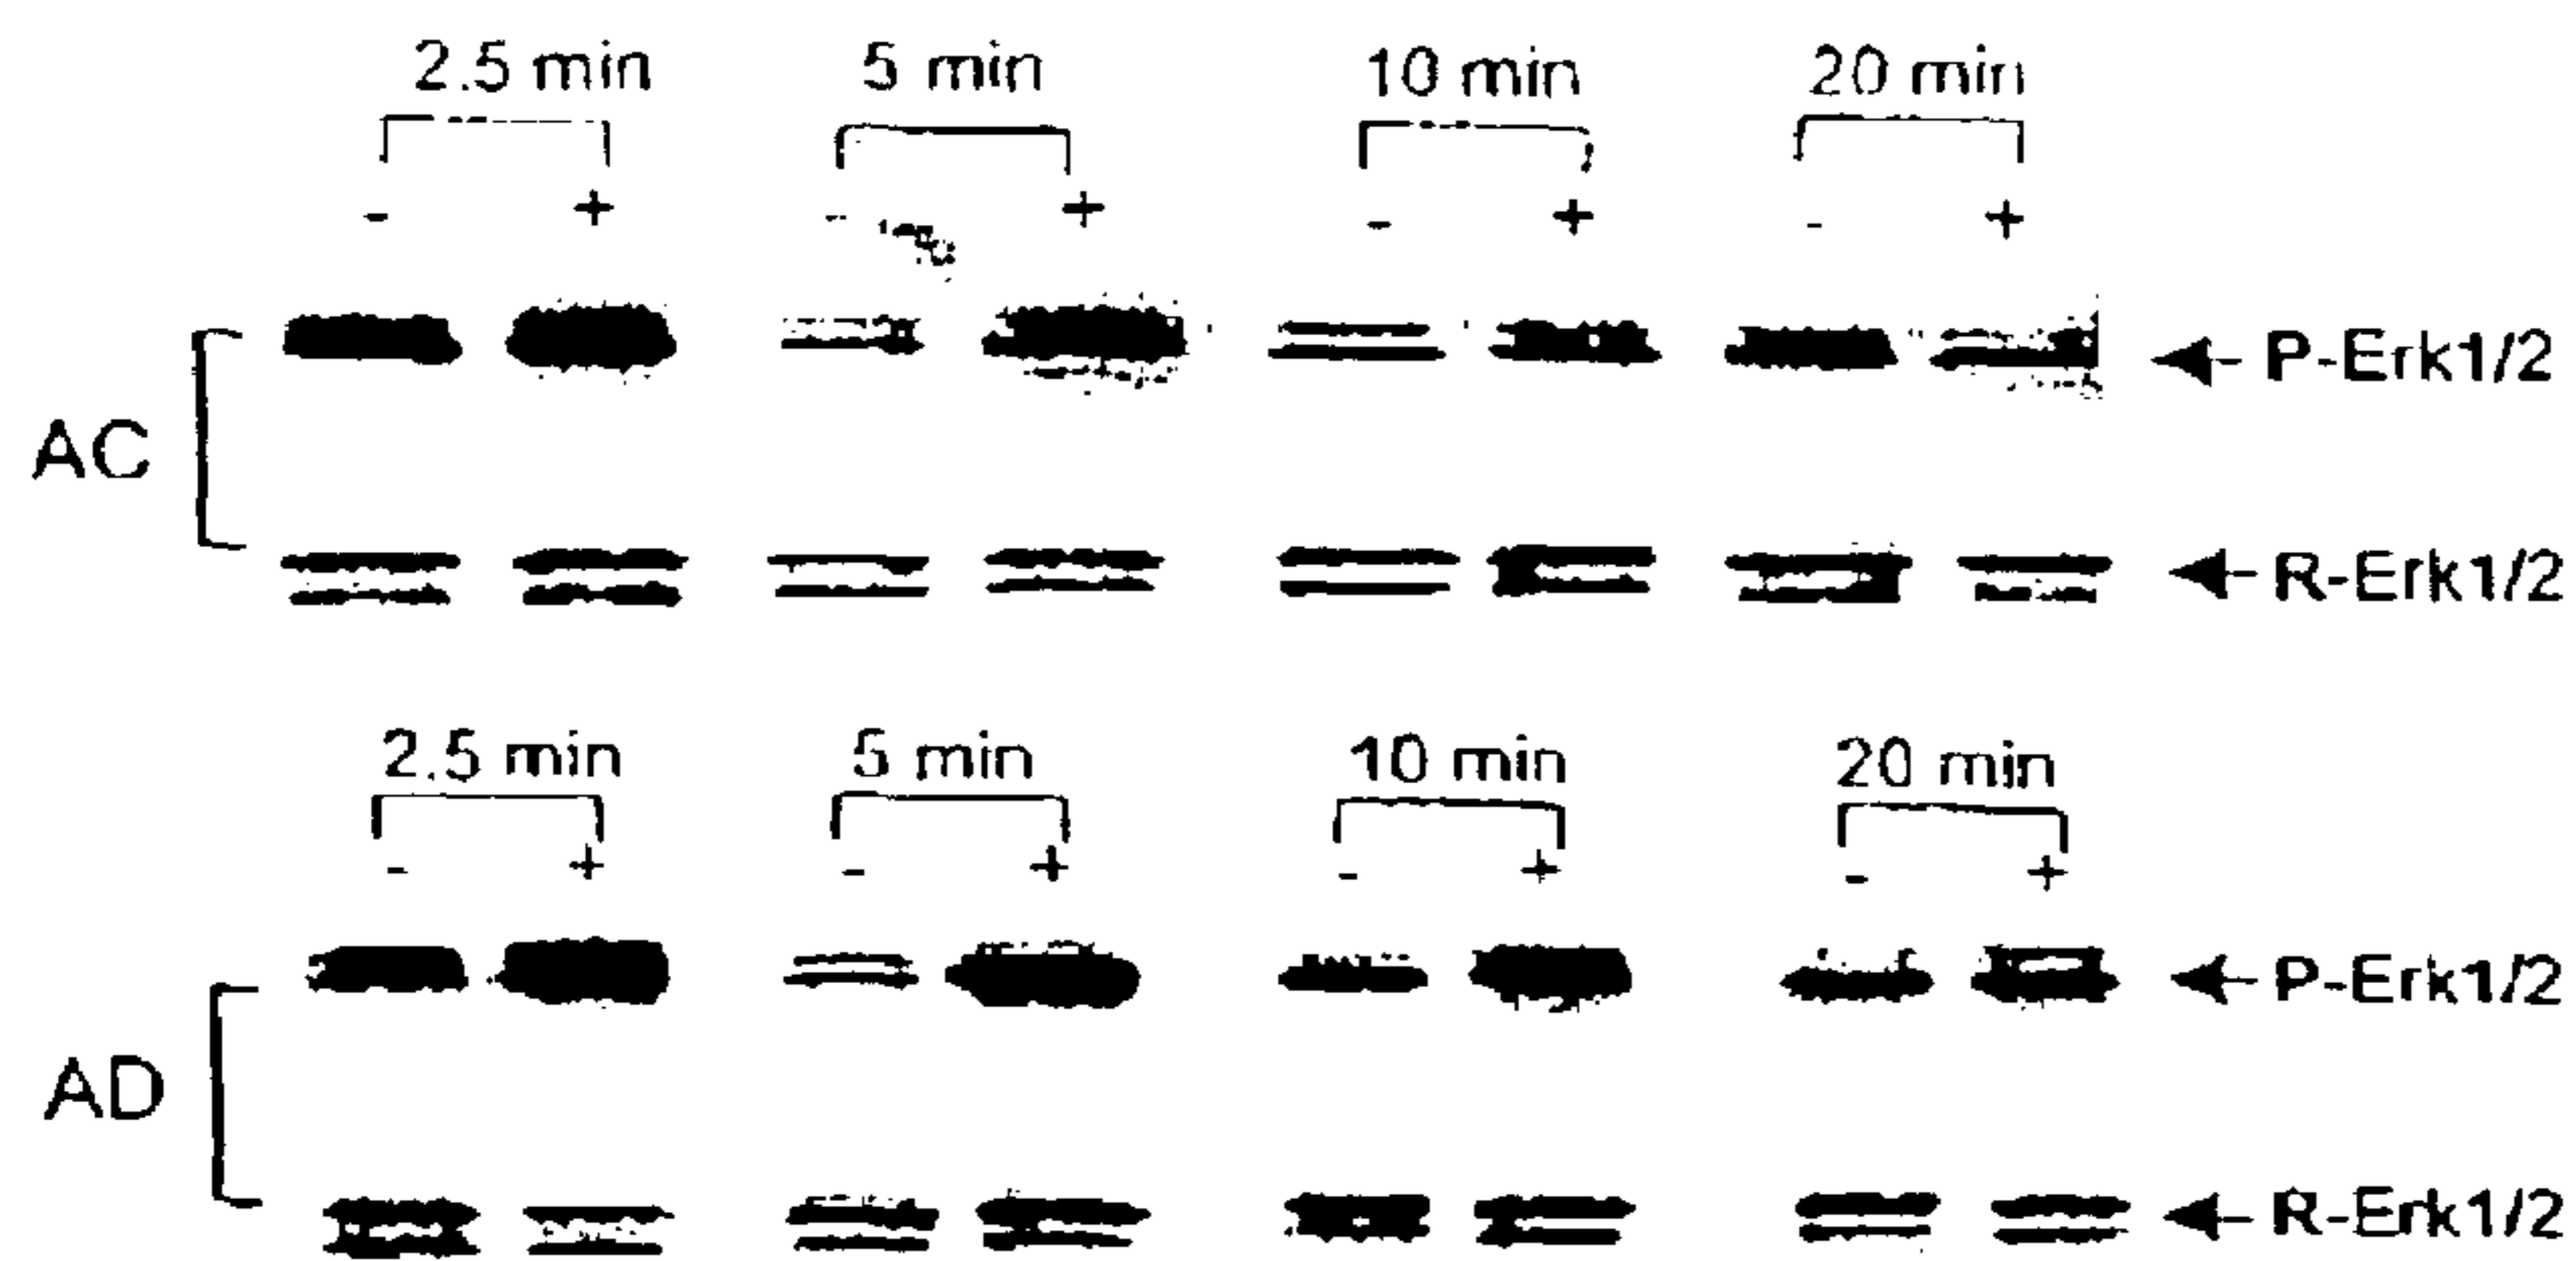 2.5 min 5 min 10 min 20 min
- + - + - + - +
P-Erk1/2
AC
R-Erk1/2
2.5 min 5 min 10 min 20 min
- + - + - + - +
P-Erk1/2
AD
R-Erk1/2